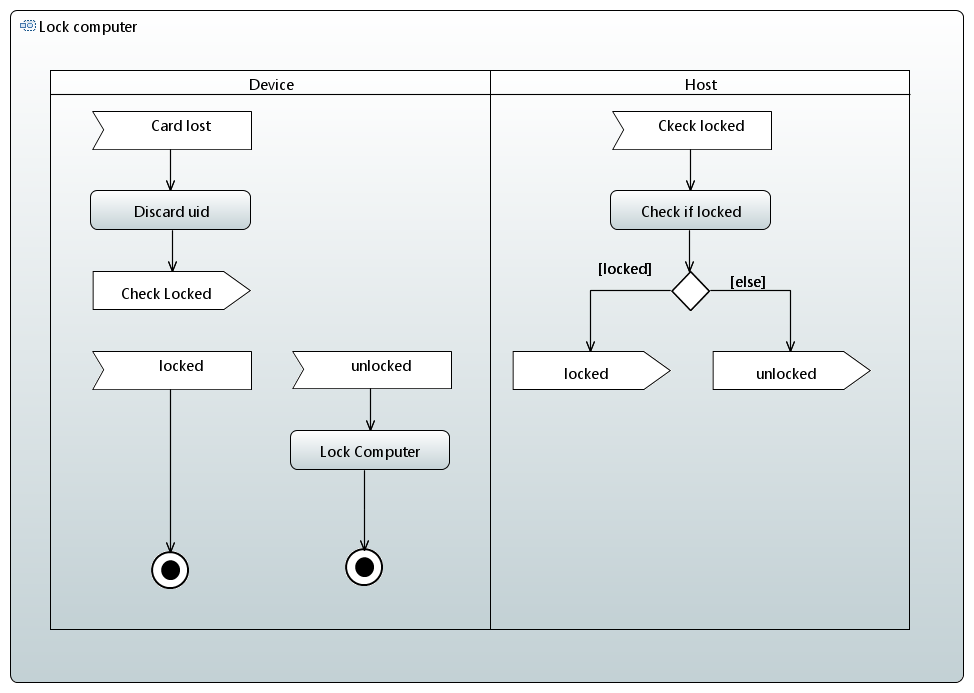 Lock computer
Device
Host
Card lost
Ckeck locked
Discard uid
Check if locked
[locked]
[else]
Check Locked
locked
unlocked
locked
unlocked
Lock Computer